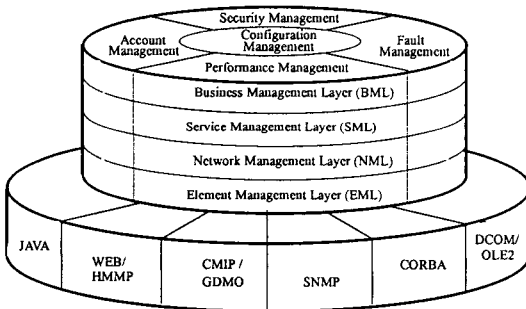 Security Management
Account
Management
Configuration
Management
Fault
Management
Performance Management
Business Management Layer (BML)
Service Management Layer (SML)
Network Management Layer (NML)
Element Management Layer (EML)
JAVA
WEB/
HMMP
CMIP /
GDMO
SNMP
CORBA
DCOM/
OLE2